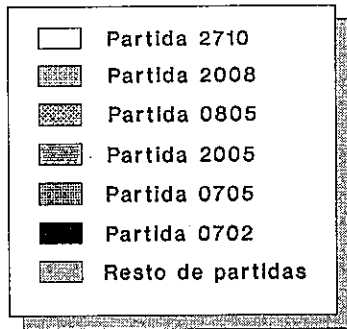 Partida 2710
Partida 2008
Partida 0805
Partida 2005
Partida 0705
Partida 0702
Resto de partidas